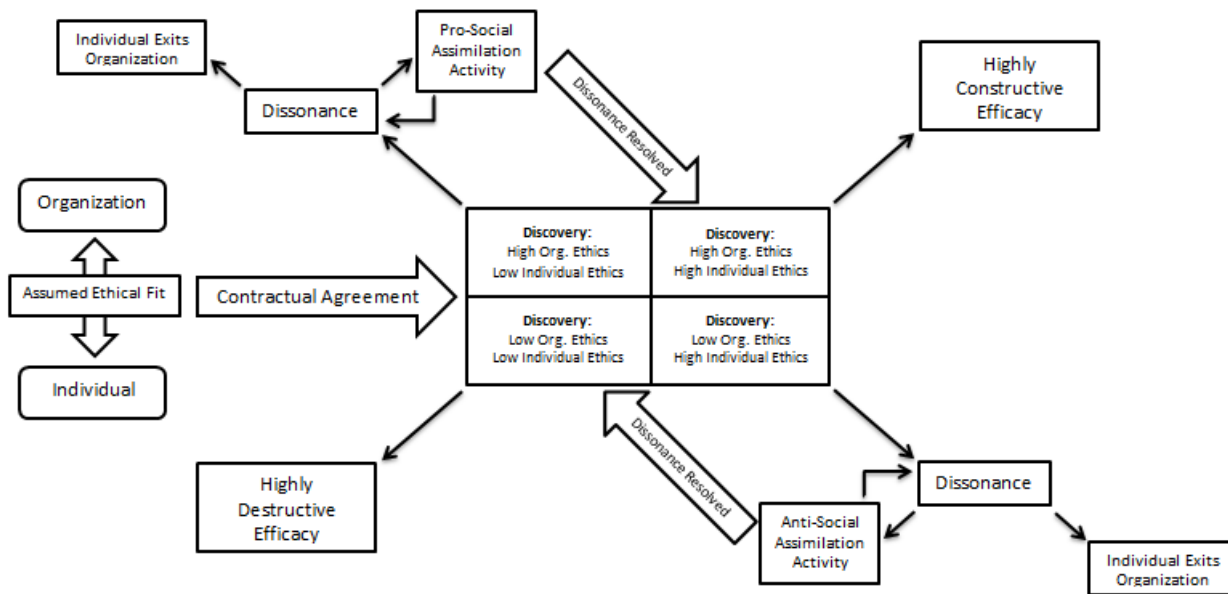 Individual Exits
Organization
Pro-Social
Assimilation
Activity
Dissonance
Dissonance Resolved
Highly
Constructive
Efficacy
Organization
Assumed Ethical Fit
Individual
Contractual Agreement
Discovery:
High Org. Ethics
Low Individual Ethics
Discovery:
High Org. Ethics
High Individual Ethics
Discovery:
Low Org. Ethics
Low Individual Ethics
Discovery:
Low Org. Ethics
High Individual Ethics
Highly
Destructive
Efficacy
Dissonance Resolved
Anti-Social
Assimilation
Activity
Dissonance
Individual Exits
Organization